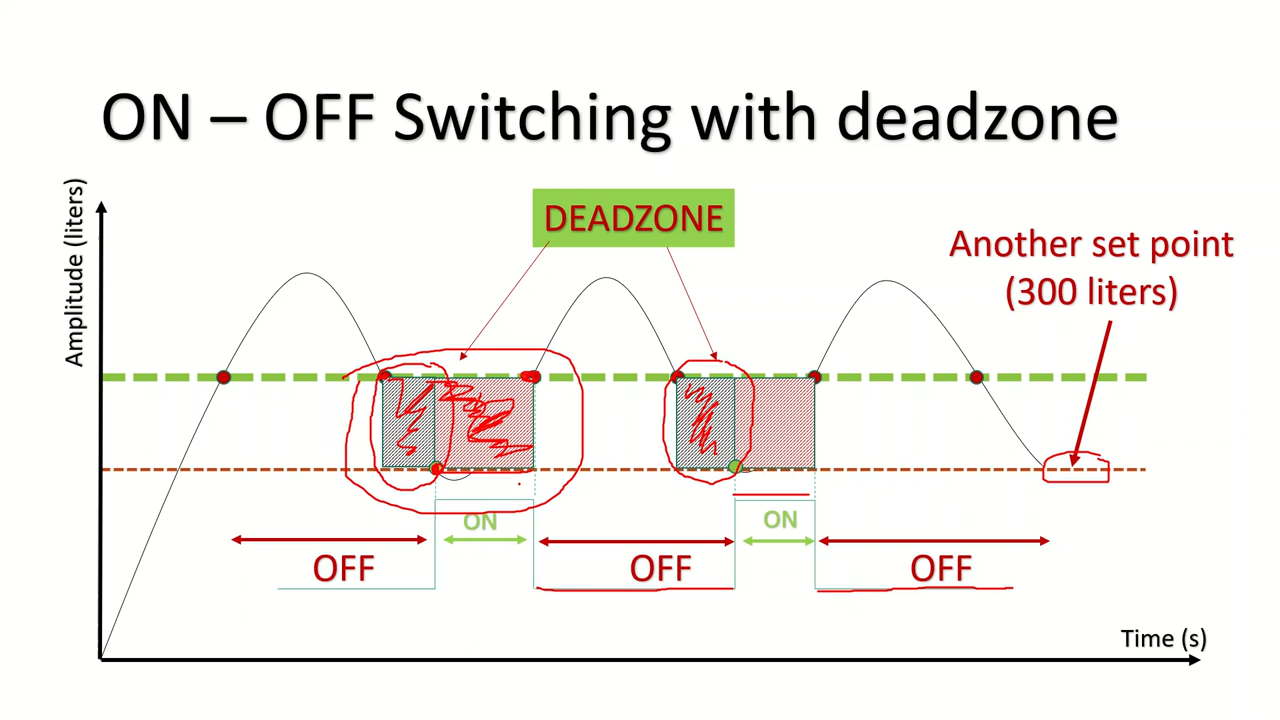 ON – OFF Switching with deadzone
Amplitude (liters)
DEADZONE
Another set point
(300 liters)
ON
ON
OFF
OFF
OFF
Time (s)